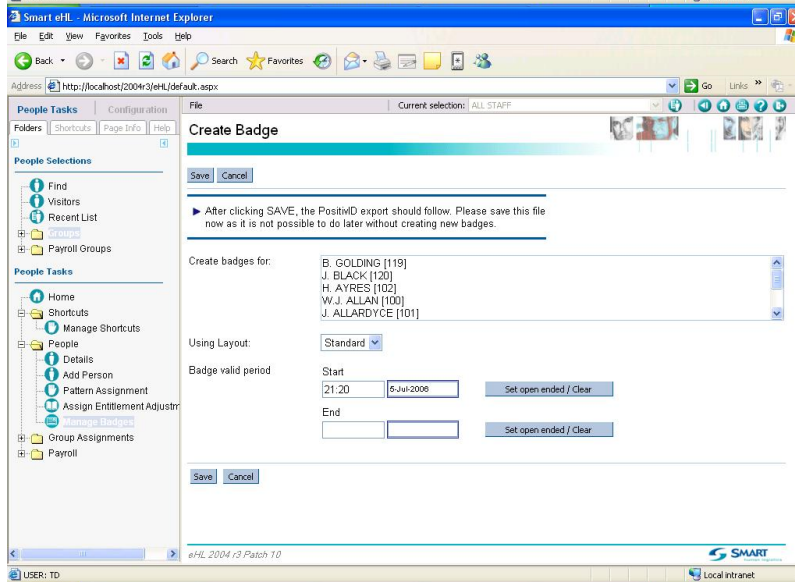 Smart eHL - Microsoft Internet Explorer
File Edit View Favorites Tools Help
Back Search Favorites
Address http://localhost/2004r3/eHL/default.aspx Go Links »
People Tasks Configuration
Folders Shortcuts Page Info Help
People Selections
Find
Visitors
Recent List
Groups
Payroll Groups
People Tasks
Home
Shortcuts
Manage Shortcuts
People
Details
Add Person
Pattern Assignment
Assign Entitlement Adjustm
Manage Badges
Group Assignments
Payroll
File Current selection: ALL STAFF
Create Badge
Save Cancel
After clicking SAVE, the PositivID export should follow. Please save this file
now as it is not possible to do later without creating new badges.
Create badges for:
B. GOLDING [119]
J. BLACK [120]
H. AYRES [102]
W.J. ALLAN [100]
J. ALLARDYCE [101]
Using Layout: Standard
Badge valid period Start
21:20 5-Jul-2006 Set open ended / Clear
End
Set open ended / Clear
Save Cancel
eHL 2004 r3 Patch 10 SMART
USER: TD Local intranet